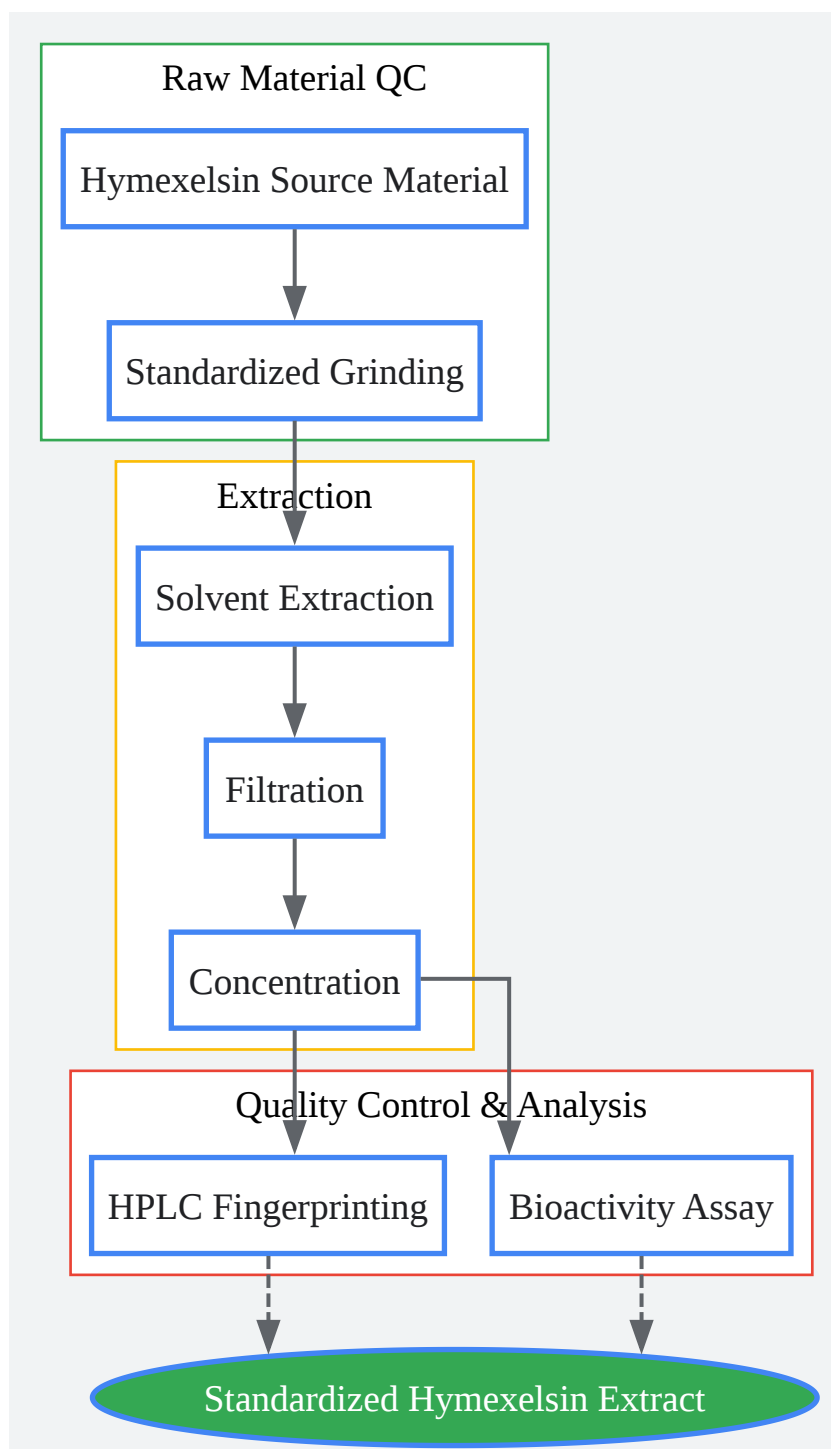 Raw Material QC
Hymexelsin Source Material
Standardized Grinding
Extraction
Solvent Extraction
Filtration
Concentration
Quality Control & Analysis
HPLC Fingerprinting
Bioactivity Assay
Standardized Hymexelsin Extract